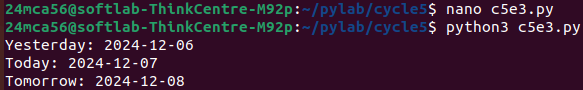 24mca56@softlab-ThinkCentre-M92p:~/pylab/cycle5$ nano c5e3.py
24mca56@softlab-ThinkCentre-M92p:~/pylab/cycle5$ python3 c5e3.py
Yesterday: 2024-12-06
Today: 2024-12-07
Tomorrow: 2024-12-08